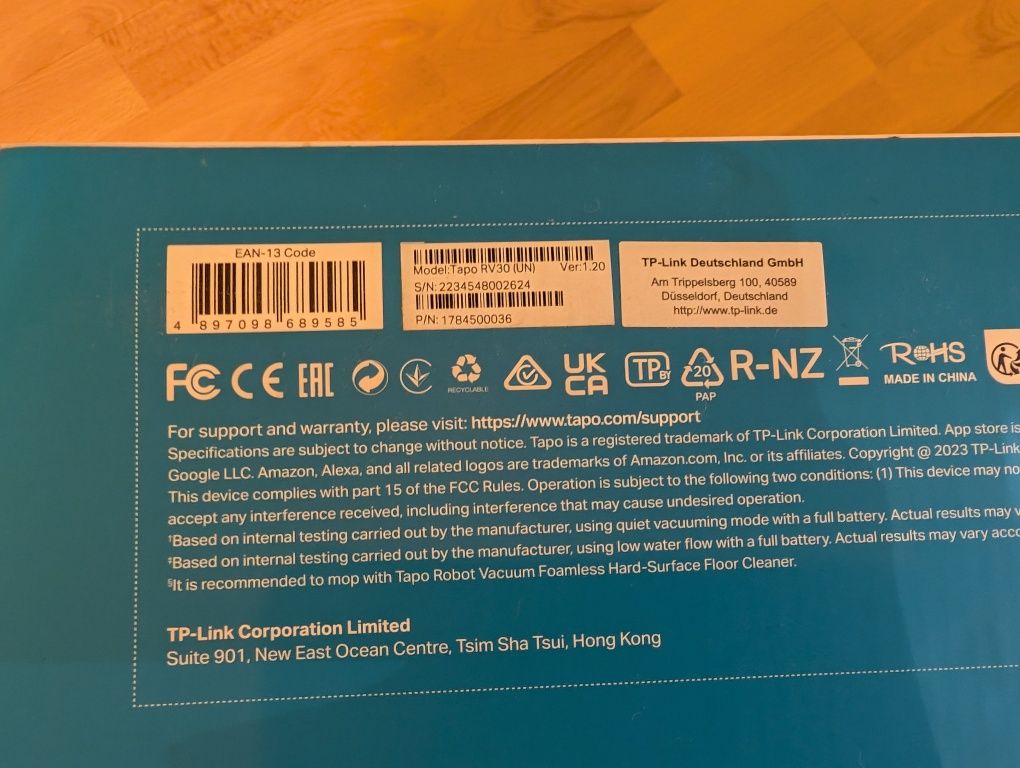 EAN-13 Code
4 897098 689585
Model:Tapo RV30 (UN) Ver:1.20
S/N: 2234548002624
P/N: 1784500036
TP-Link Deutschland GmbH
Am Trippelsberg 100, 40589
Düsseldorf, Deutschland
http://www.tp-link.de
FC CE EAC
RECYCLABLE
UK
CA
TP BY
20
PAP
R-NZ
RoHS
MADE IN CHINA
For support and warranty, please visit: https://www.tapo.com/support
Specifications are subject to change without notice. Tapo is a registered trademark of TP-Link Corporation Limited. App store is
Google LLC. Amazon, Alexa, and all related logos are trademarks of Amazon.com, Inc. or its affiliates. Copyright @ 2023 TP-Link
This device complies with part 15 of the FCC Rules. Operation is subject to the following two conditions: (1) This device may no
accept any interference received, including interference that may cause undesired operation.
†Based on internal testing carried out by the manufacturer, using quiet vacuuming mode with a full battery. Actual results may v
‡Based on internal testing carried out by the manufacturer, using low water flow with a full battery. Actual results may vary acco
§It is recommended to mop with Tapo Robot Vacuum Foamless Hard-Surface Floor Cleaner.
TP-Link Corporation Limited
Suite 901, New East Ocean Centre, Tsim Sha Tsui, Hong Kong